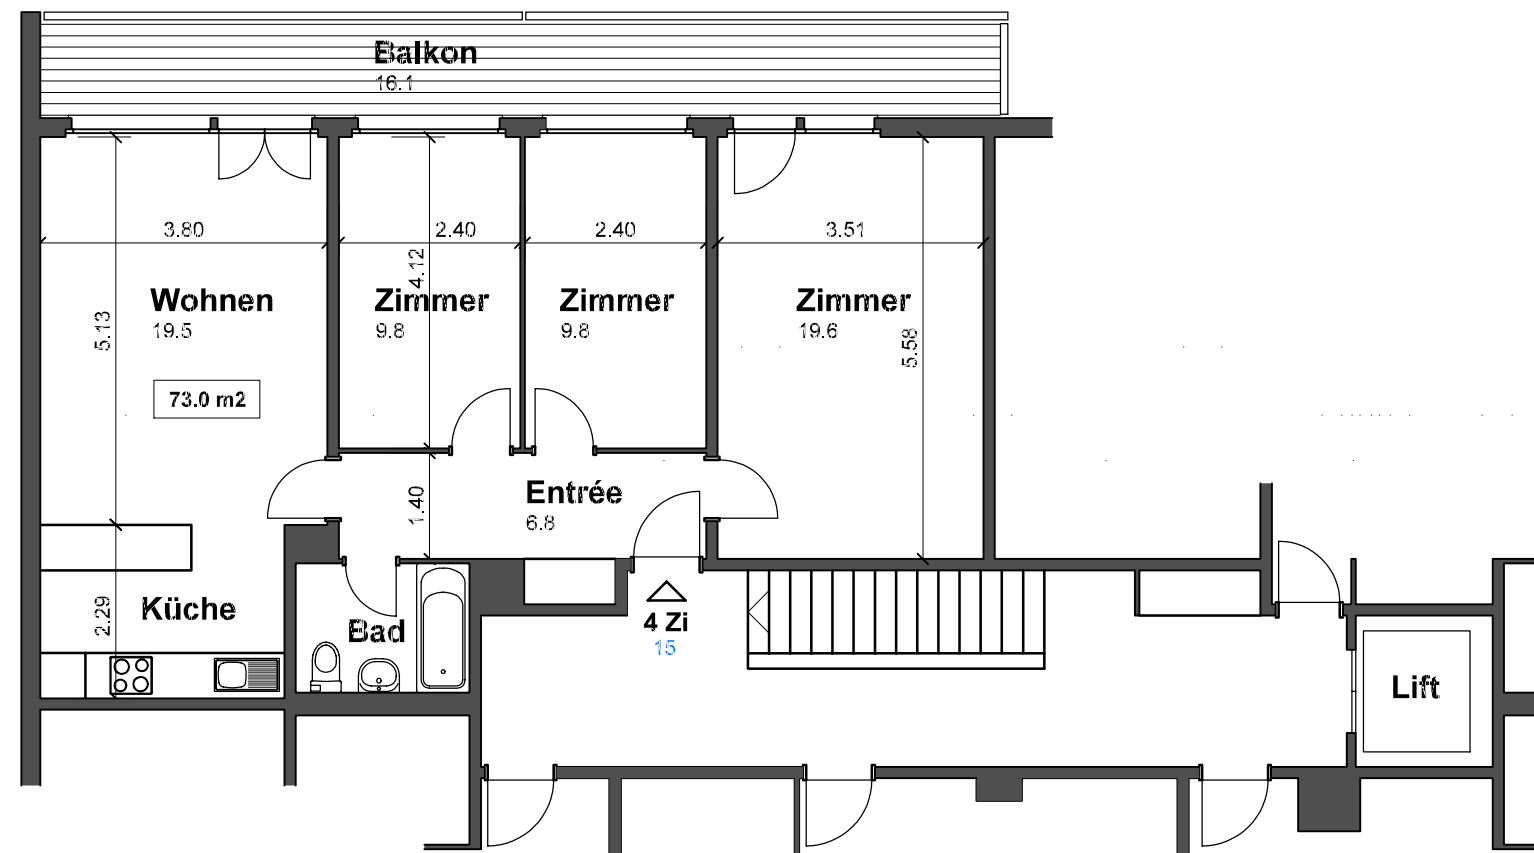 Balkon
16.1
3.80
2.40
2.40
3.51
4.12
Wohnen
19.5
Zimmer
9.8
Zimmer
9.8
Zimmer
19.6
5.13
5.58
73.0 m2
1.40
Entrée
6.8
2.29
Küche
Bad
4 Zi
15
Lift